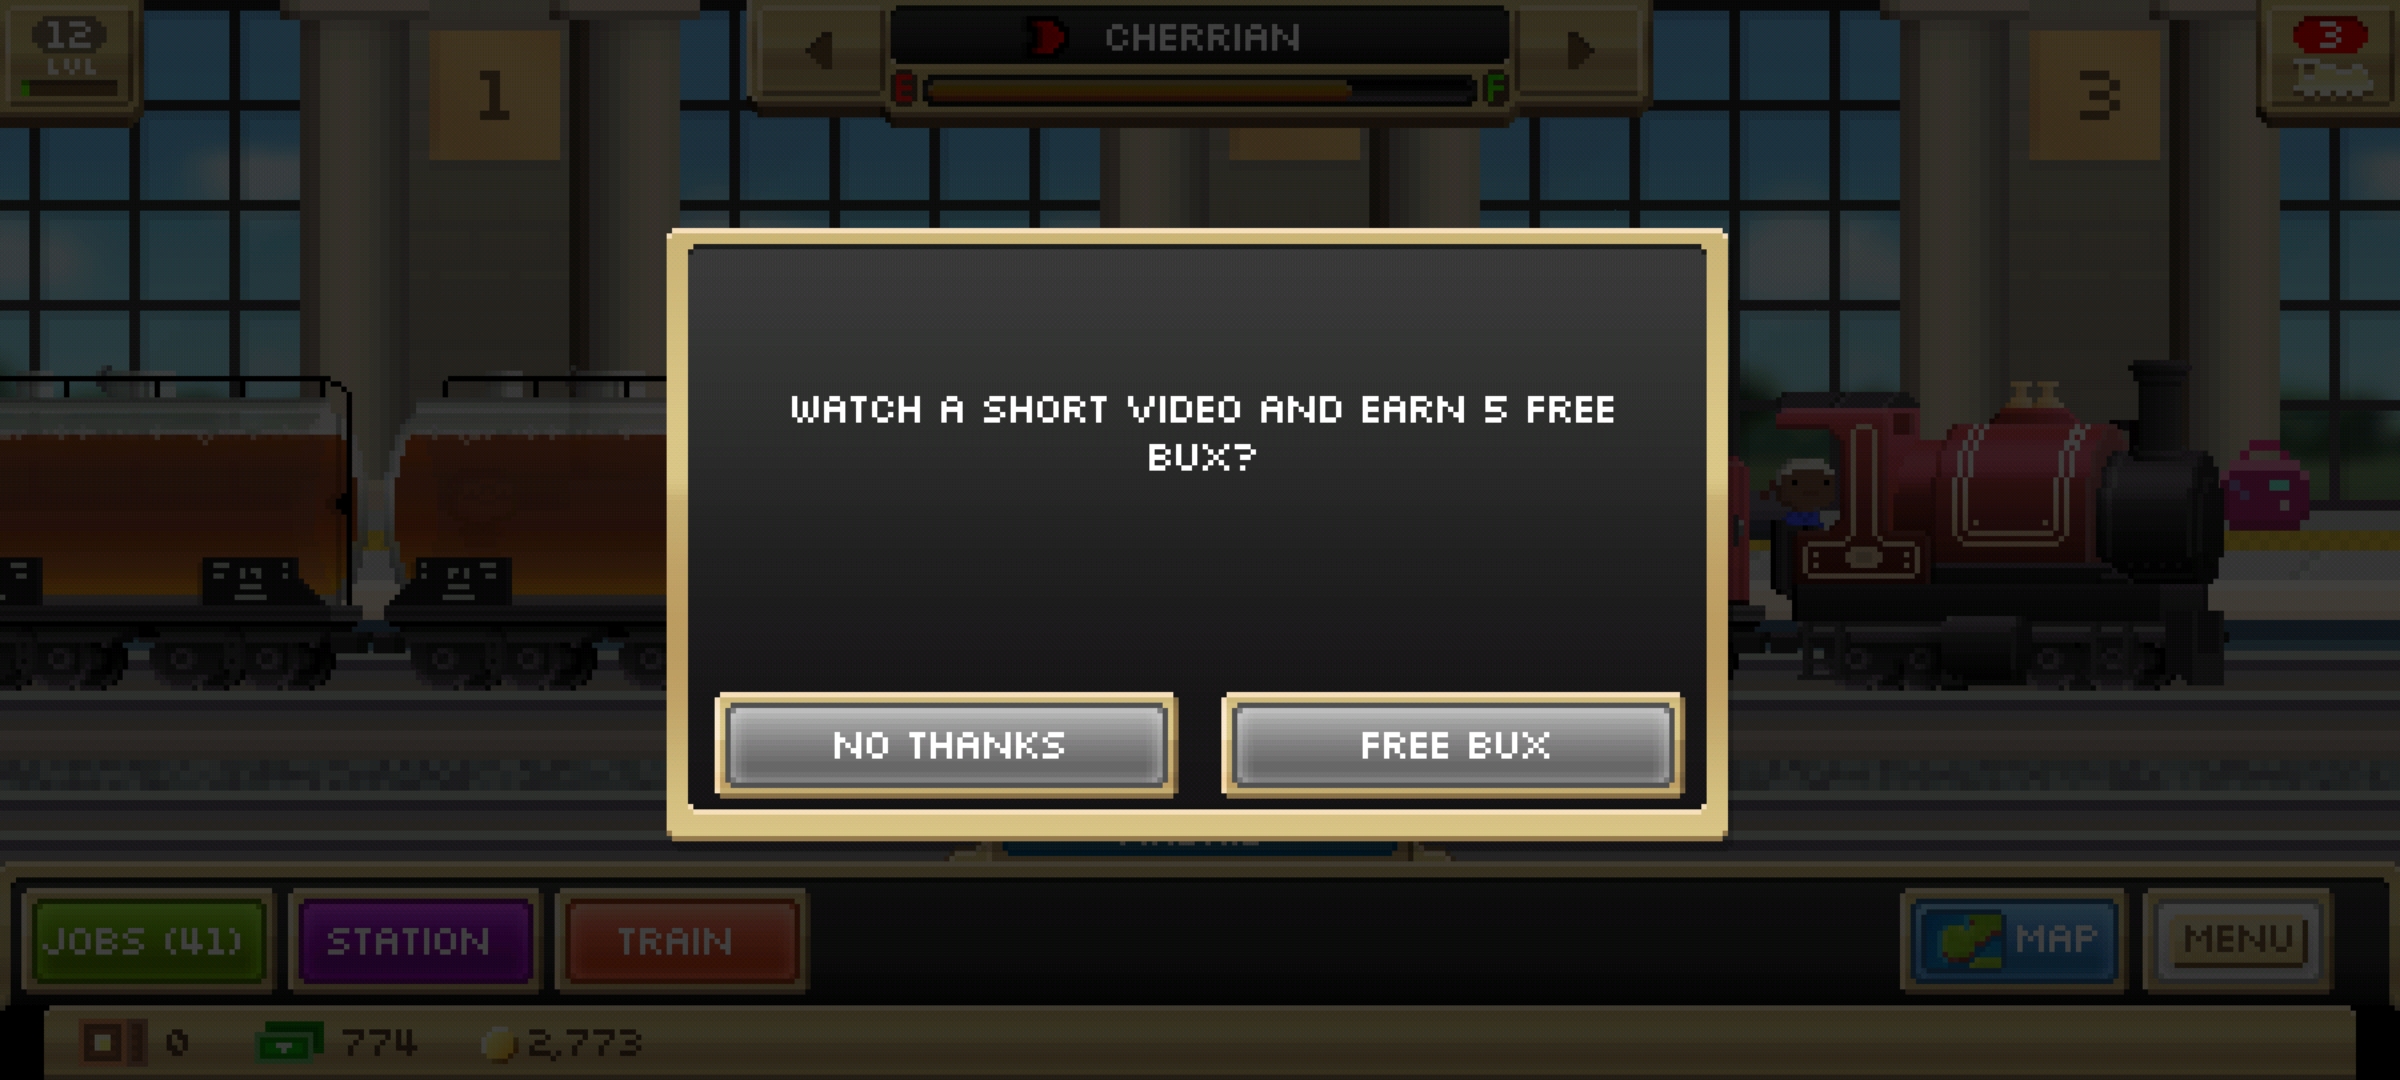 12
LVL
1
CHERRIAN
E F
3
3
WATCH A SHORT VIDEO AND EARN 5 FREE
BUX?
NO THANKS
FREE BUX
JOBS (41)
STATION
TRAIN
MAP
MENU
0
774
2,773